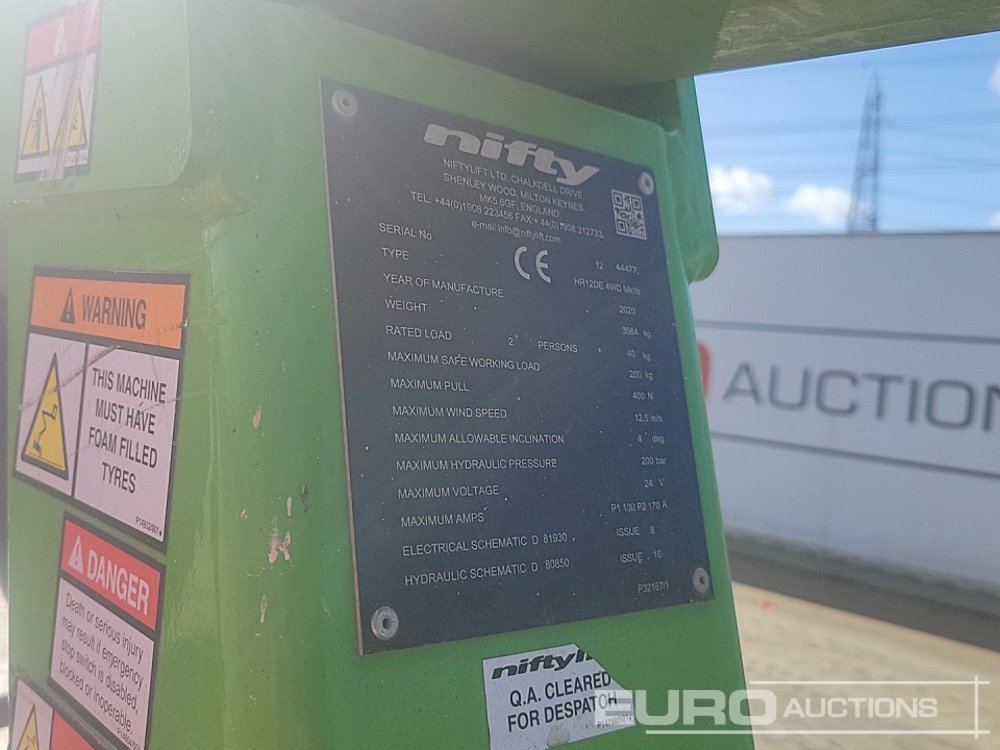 nifty
NIFTYLIFT LTD, CHALKDELL DRIVE,
SHENLEY WOOD, MILTON KEYNES
MK5 6GF, ENGLAND
TEL: +44(0)1908 223456 FAX:+ 44(0)1908 312733,
e-mail:info@niftylift.com
CE
SERIAL No 12 44477
TYPE HR12DE 4WD Mk1b
YEAR OF MANUFACTURE 2020
WEIGHT 3564 kg
RATED LOAD 2 PERSONS + 40 kg
MAXIMUM SAFE WORKING LOAD 200 kg
MAXIMUM PULL 400 N
MAXIMUM WIND SPEED 12.5 m/s
MAXIMUM ALLOWABLE INCLINATION 4 deg
MAXIMUM HYDRAULIC PRESSURE 200 bar
MAXIMUM VOLTAGE 24 V
MAXIMUM AMPS P1 130 P2 170 A
ELECTRICAL SCHEMATIC D 81930 ISSUE 8
HYDRAULIC SCHEMATIC D 80850 ISSUE 18
P32167/1
WARNING
THIS MACHINE
MUST HAVE
FOAM FILLED
TYRES
DANGER
Death or serious injury
may result if emergency
stop switch is disabled,
blocked or inoperable.
niftyli
Q.A. CLEARED
FOR DESPATCH
AUCTION
EURO AUCTIONS